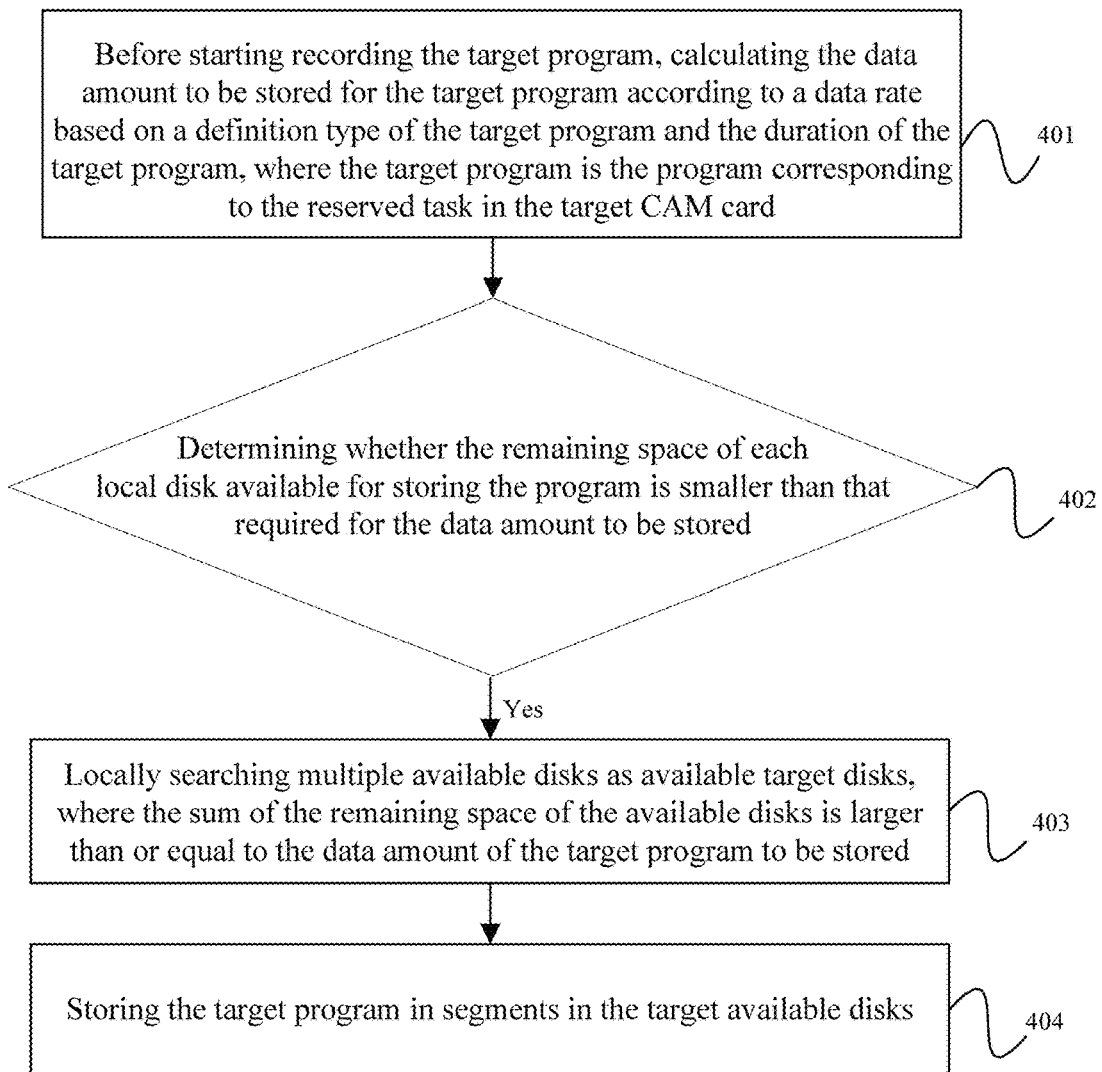 Before starting recording the target program, calculating the data
amount to be stored for the target program according to a data rate
based on a definition type of the target program and the duration of the
target program, where the target program is the program corresponding
to the reserved task in the target CAM card
401
Determining whether the remaining space of each
local disk available for storing the program is smaller than that
required for the data amount to be stored
402
Yes
Locally searching multiple available disks as available target disks,
where the sum of the remaining space of the available disks is larger
than or equal to the data amount of the target program to be stored
403
Storing the target program in segments in the target available disks
404